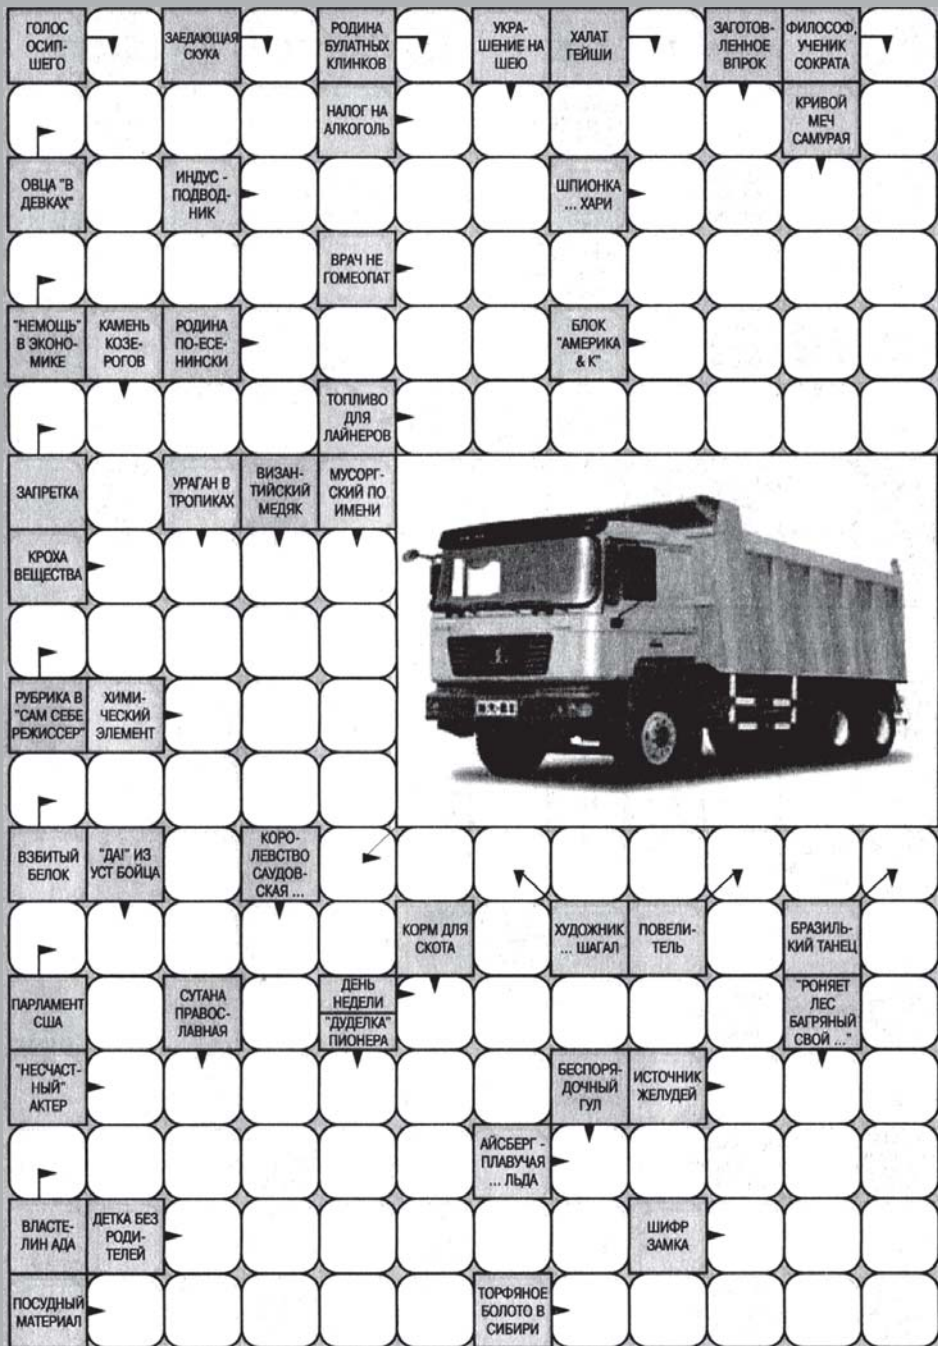 ГОЛОС
ОСИП-
ШЕГО
ЗАЕДАЮЩАЯ
СКУКА
РОДИНА
БУЛАТНЫХ
КЛИНКОВ
УКРА-
ШЕНИЕ НА
ШЕЮ
ХАЛАТ
ГЕЙШИ
ЗАГОТОВ-
ЛЕННОЕ
ВПРОК
ФИЛОСОФ,
УЧЕНИК
СОКРАТА
НАЛОГ НА
АЛКОГОЛЬ
КРИВОЙ
МЕЧ
САМУРАЯ
ОВЦА "В
ДЕВКАХ"
ИНДУС -
ПОДВОД-
НИК
ШПИОНКА
... ХАРИ
ВРАЧ НЕ
ГОМЕОПАТ
"НЕМОЩЬ"
В ЭКОНО-
МИКЕ
КАМЕНЬ
КОЗЕ-
РОГОВ
РОДИНА
ПО-ЕСЕ-
НИНСКИ
БЛОК
"АМЕРИКА
& К"
ТОПЛИВО
ДЛЯ
ЛАЙНЕРОВ
ЗАПРЕТКА
УРАГАН В
ТРОПИКАХ
ВИЗАН-
ТИЙСКИЙ
МЕДЯК
МУСОРГ-
СКИЙ ПО
ИМЕНИ
КРОХА
ВЕЩЕСТВА
РУБРИКА В
"САМ СЕБЕ
РЕЖИССЕР"
ХИМИ-
ЧЕСКИЙ
ЭЛЕМЕНТ
ВЗБИТЫЙ
БЕЛОК
"ДА!" ИЗ
УСТ БОЙЦА
КОРО-
ЛЕВСТВО
САУДОВ-
СКАЯ ...
КОРМ ДЛЯ
СКОТА
ХУДОЖНИК
... ШАГАЛ
ПОВЕЛИ-
ТЕЛЬ
БРАЗИЛЬ-
КИЙ ТАНЕЦ
ПАРЛАМЕНТ
США
СУТАНА
ПРАВОС-
ЛАВНАЯ
ДЕНЬ
НЕДЕЛИ
"ДУДЕЛКА"
ПИОНЕРА
"РОНЯЕТ
ЛЕС
БАГРЯНЫЙ
СВОЙ ..."
"НЕСЧАСТ-
НЫЙ"
АКТЕР
БЕСПОРЯ-
ДОЧНЫЙ
ГУЛ
ИСТОЧНИК
ЖЕЛУДЕЙ
АЙСБЕРГ -
ПЛАВУЧАЯ
... ЛЬДА
ВЛАСТЕ-
ЛИН АДА
ДЕТКА БЕЗ
РОДИ-
ТЕЛЕЙ
ШИФР
ЗАМКА
ПОСУДНЫЙ
МАТЕРИАЛ
ТОРФЯНОЕ
БОЛОТО В
СИБИРИ